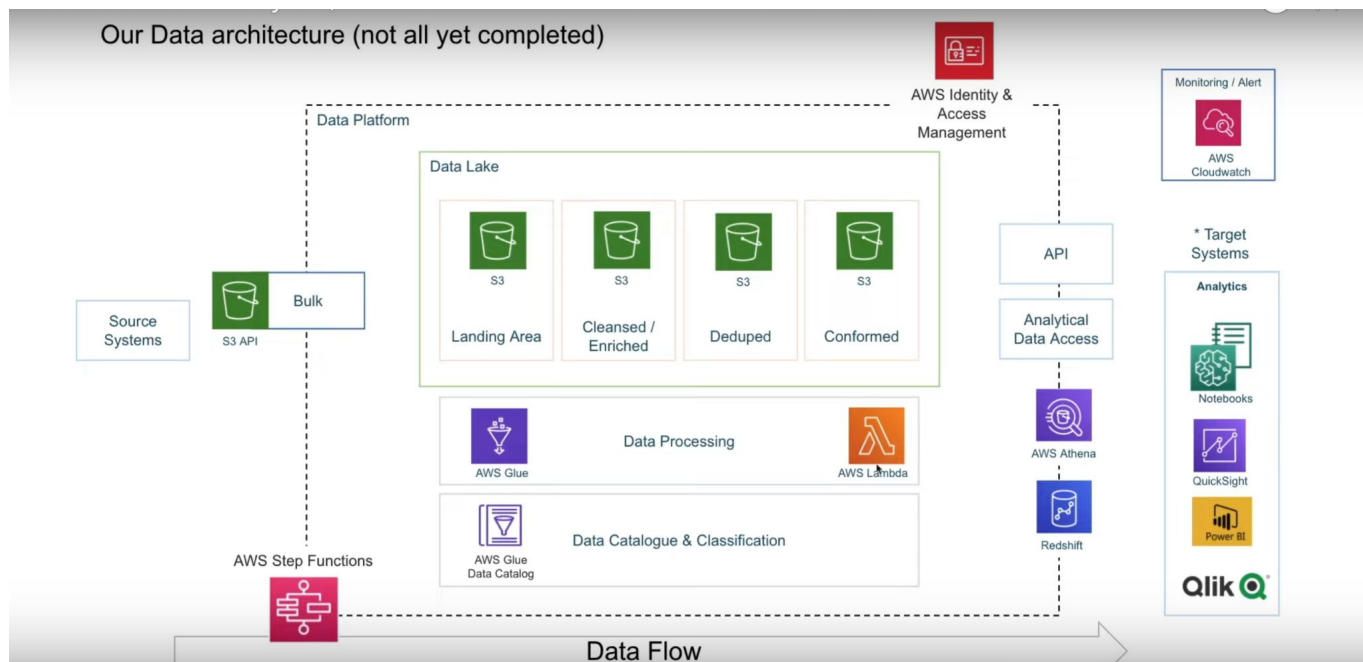 Our Data architecture (not all yet completed)
AWS Identity &
Access
Management
Monitoring / Alert
AWS
Cloudwatch
Data Platform
Data Lake
S3
Landing Area
S3
Cleansed /
Enriched
S3
Deduped
S3
Conformed
Source
Systems
Bulk
S3 API
API
Analytical
Data Access
* Target
Systems
Analytics
Notebooks
QuickSight
Power BI
Qlik
AWS Glue
Data Processing
AWS Lambda
AWS Athena
Redshift
AWS Glue
Data Catalog
Data Catalogue & Classification
AWS Step Functions
Data Flow